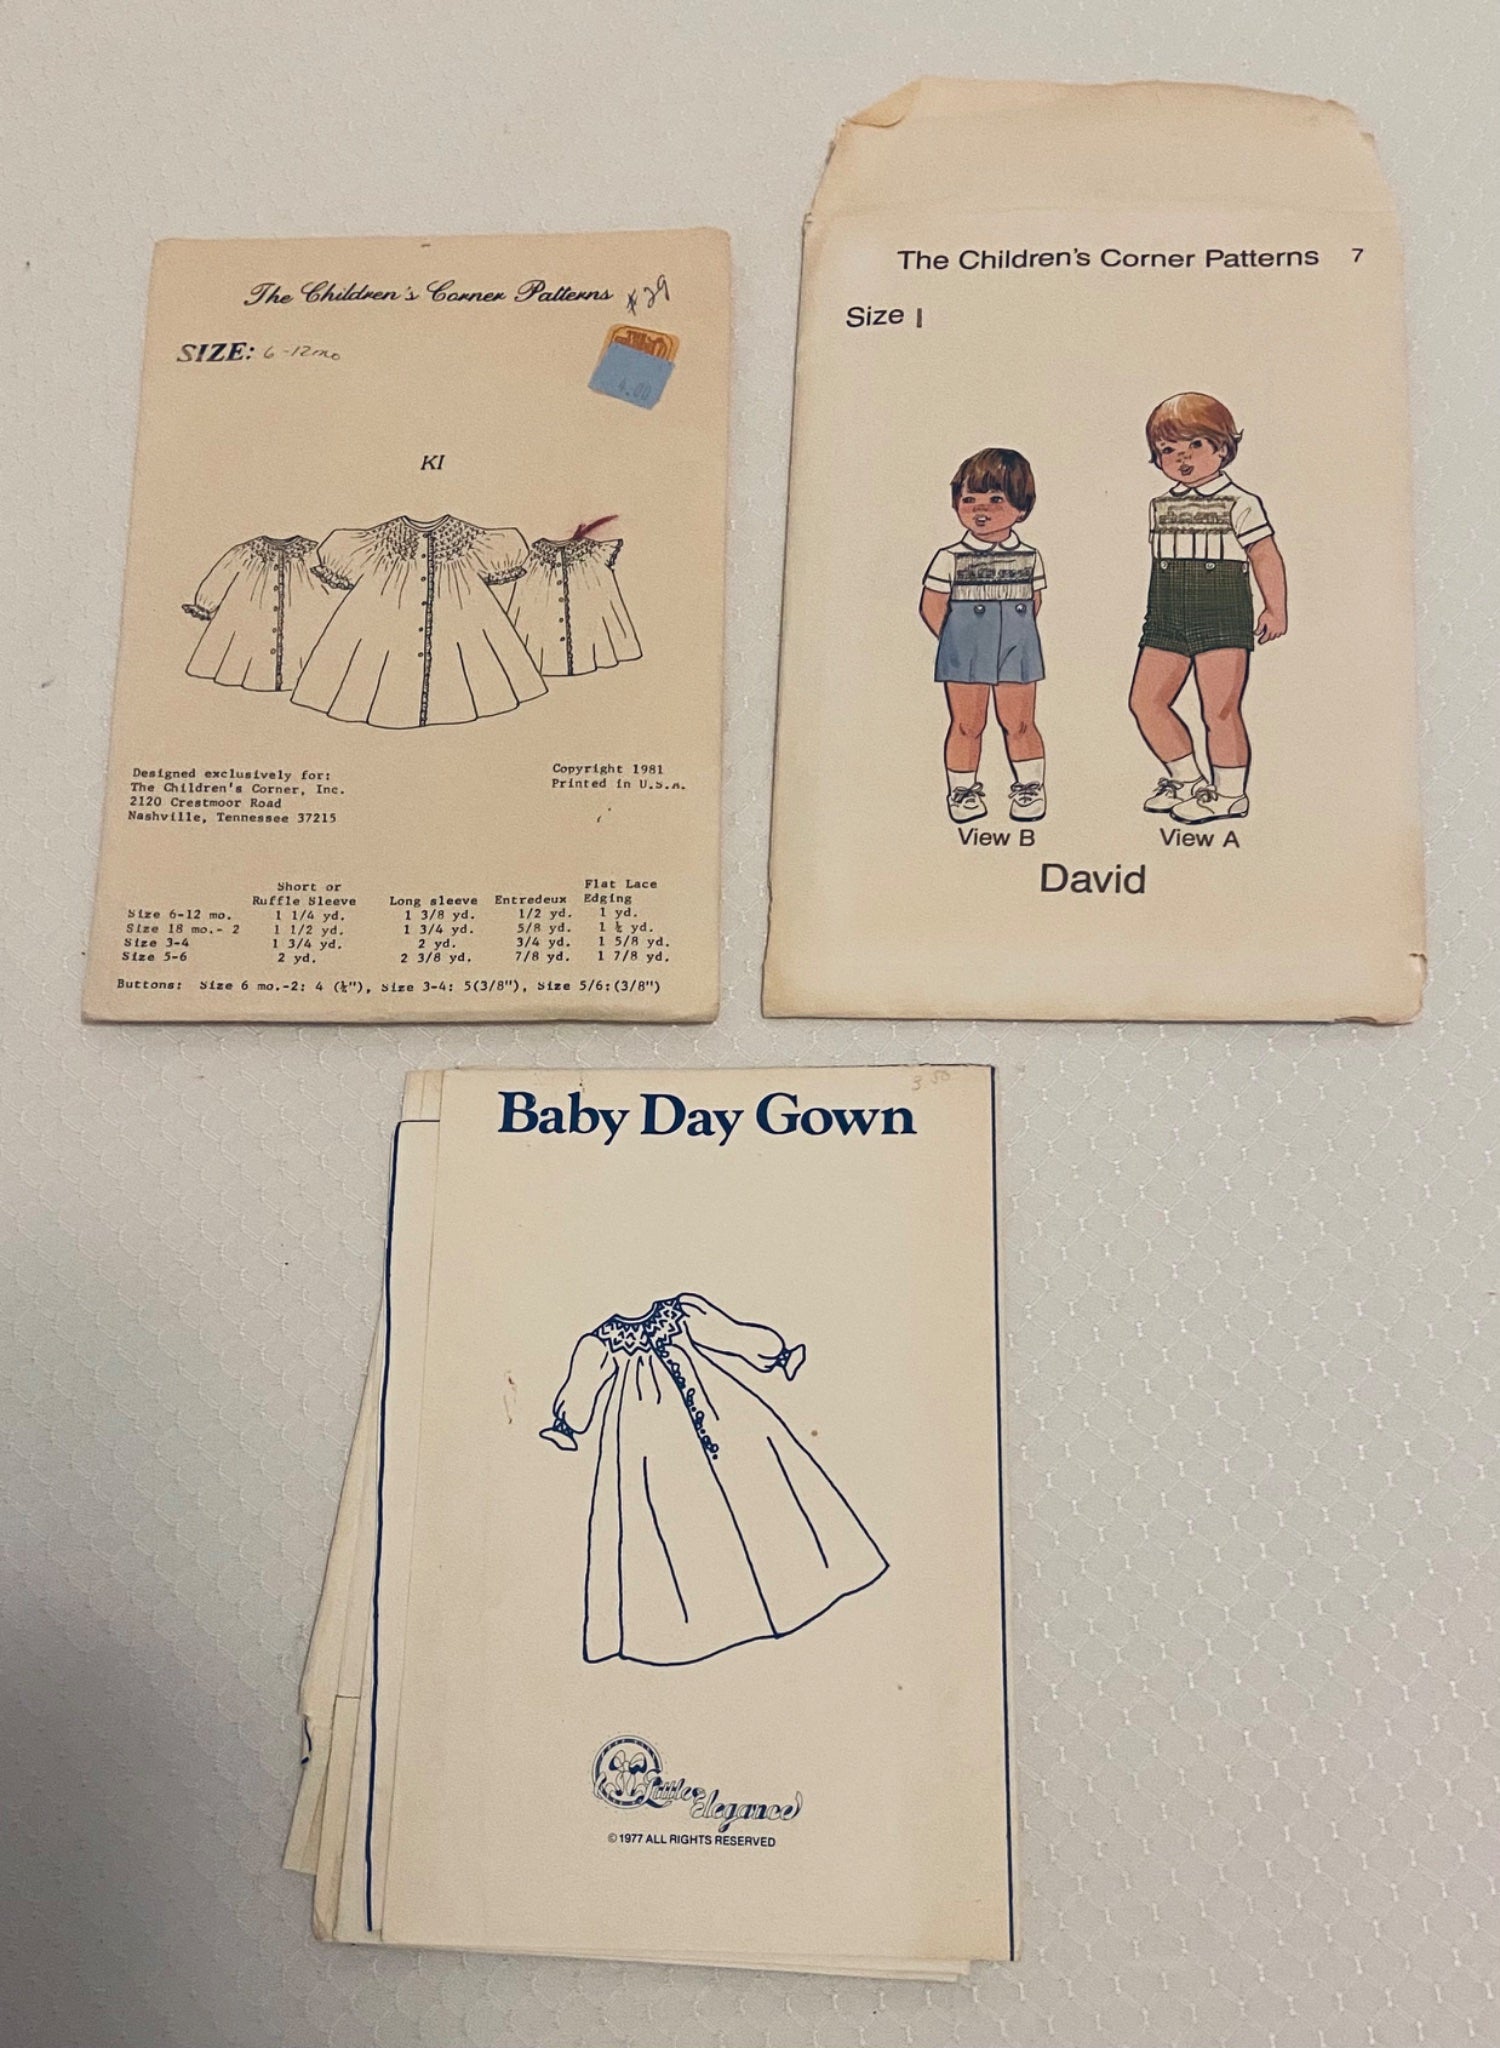 The Children's Corner Patterns #29
SIZE: 6-12mo
4.00
KI
Designed exclusively for:
The Children's Corner, Inc.
2120 Crestmoor Road
Nashville, Tennessee 37215
Copyright 1981
Printed in U.S.A.
Short or Flat Lace
Ruffle Sleeve Long sleeve Entredeux Edging
Size 6-12 mo. 1 1/4 yd. 1 3/8 yd. 1/2 yd. 1 yd.
Size 18 mo.- 2 1 1/2 yd. 1 3/4 yd. 5/8 yd. 1 ½ yd.
Size 3-4 1 3/4 yd. 2 yd. 3/4 yd. 1 5/8 yd.
Size 5-6 2 yd. 2 3/8 yd. 7/8 yd. 1 7/8 yd.
Buttons: Size 6 mo.-2: 4 (½"), Size 3-4: 5(3/8"), Size 5/6:(3/8")
The Children's Corner Patterns 7
Size 1
View B View A
David
3 50
Baby Day Gown
Little Elegance
©1977 ALL RIGHTS RESERVED